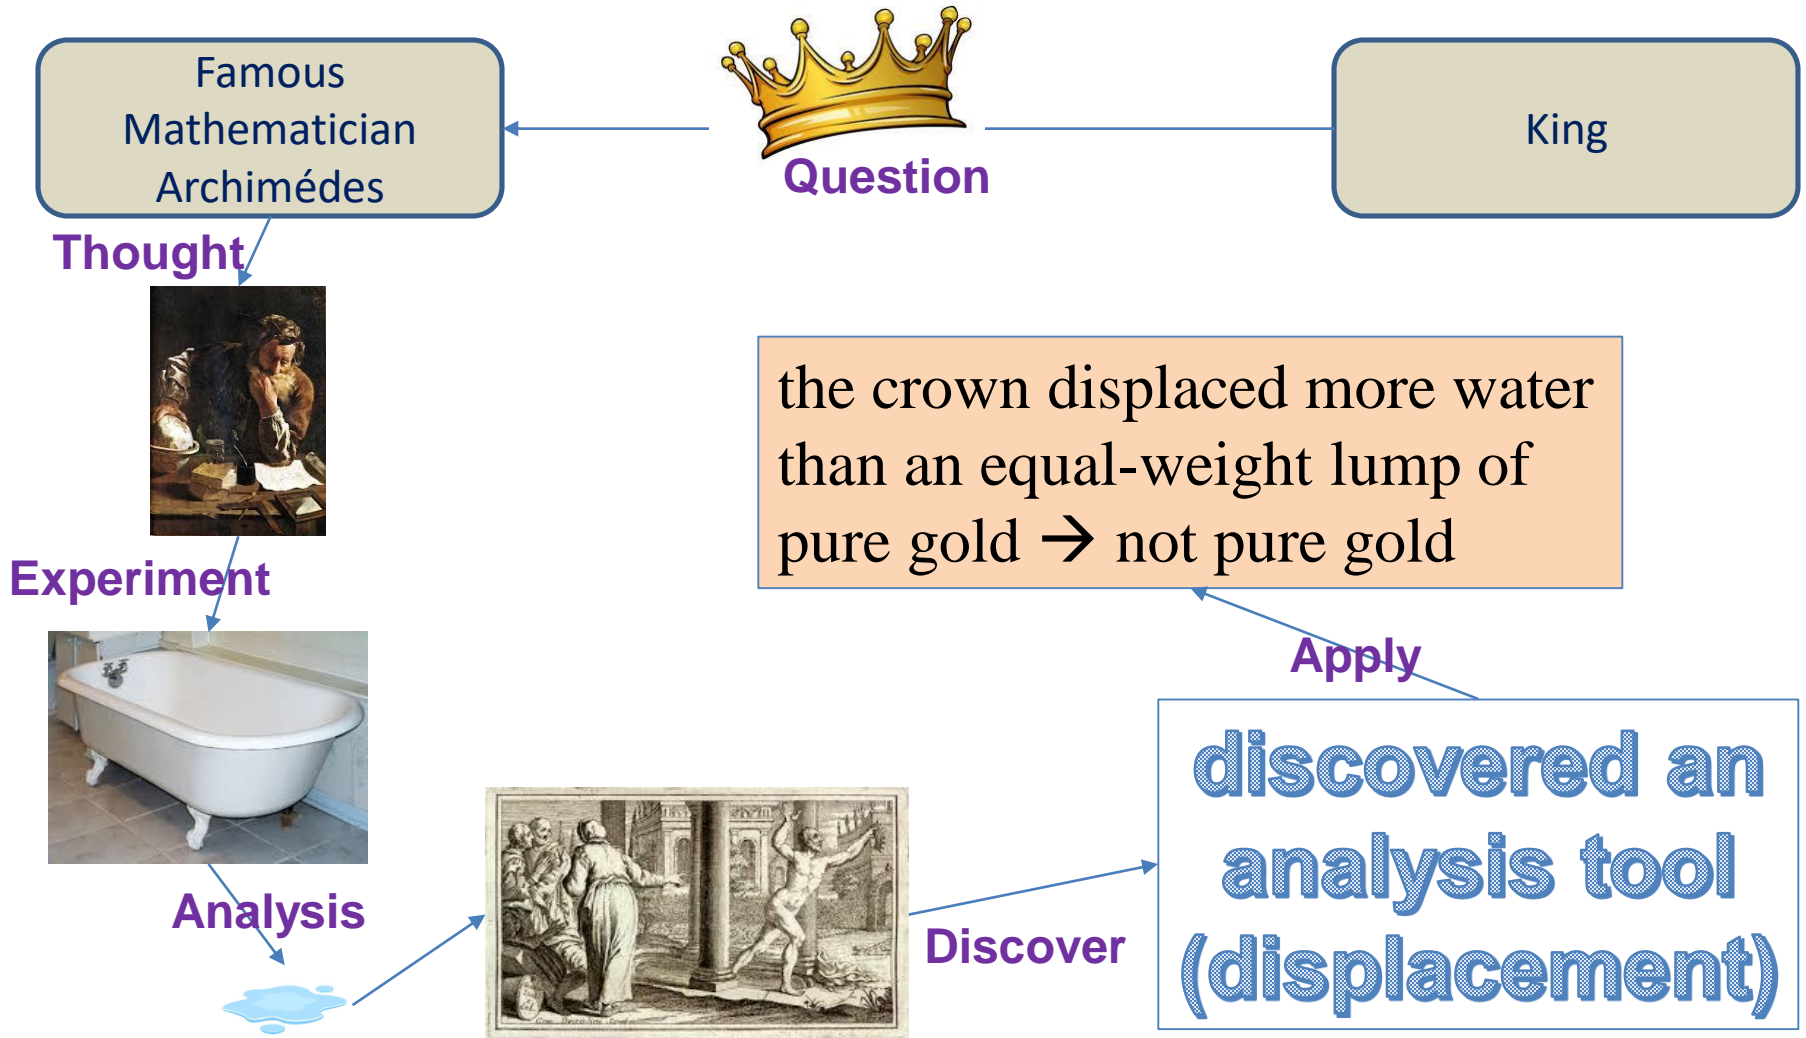 Famous
Mathematician
Archimédes
Question
King
Thought
Experiment
Analysis
Discover
discovered an
analysis tool
(displacement)
Apply
the crown displaced more water
than an equal-weight lump of
pure gold → not pure gold